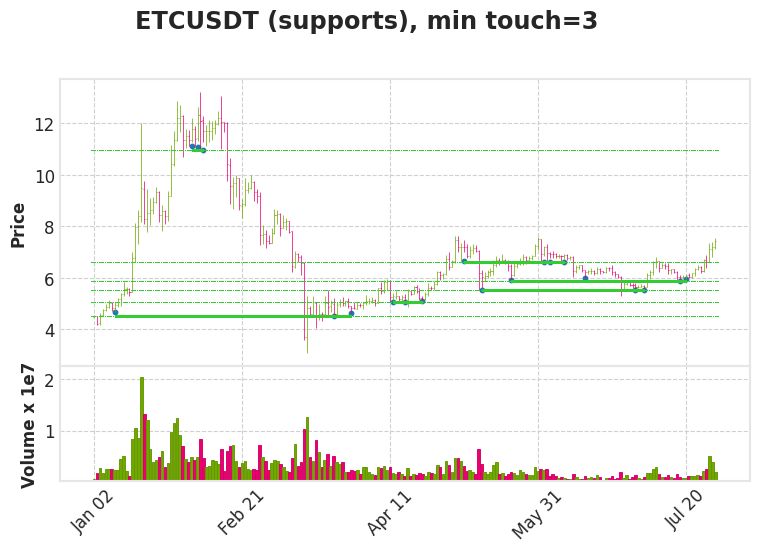 ETCUSDT (supports), min touch=3
Price
12
10
8
6
4
Volume x 1e7
2
1
Jan 02
Feb 21
Apr 11
May 31
Jul 20